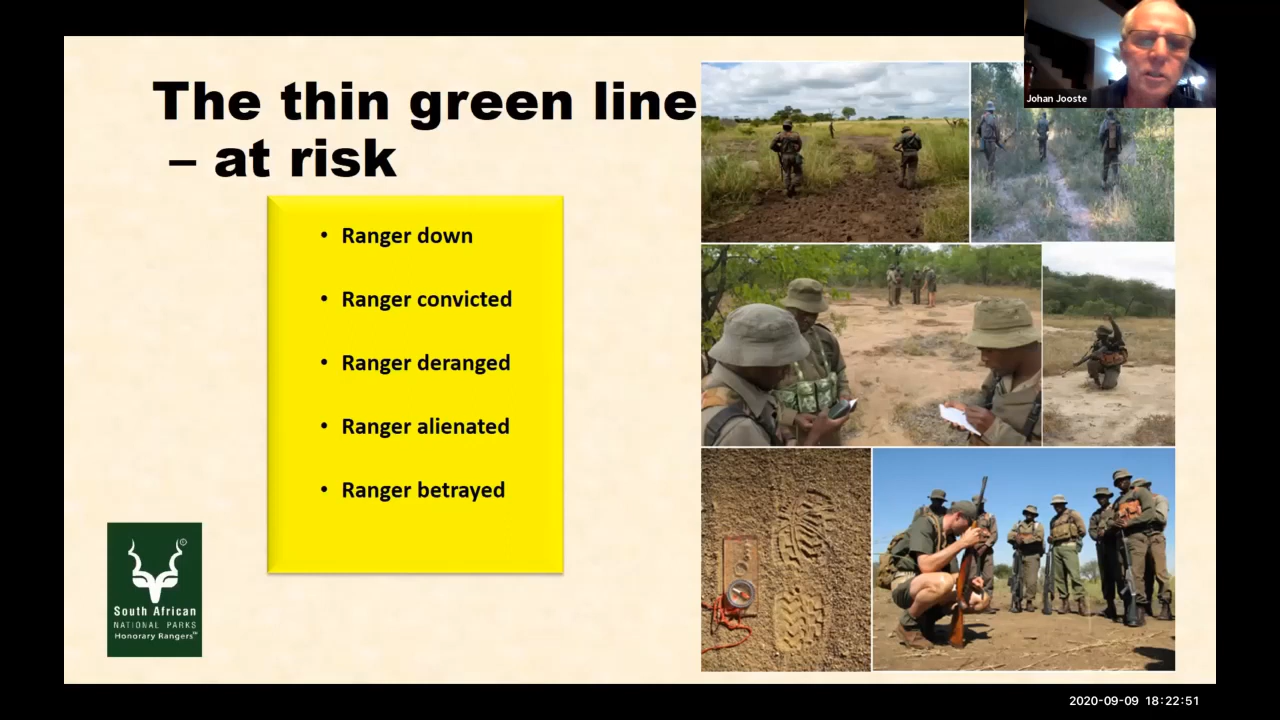 The thin green line
– at risk
• Ranger down
• Ranger convicted
• Ranger deranged
• Ranger alienated
• Ranger betrayed
South African
NATIONAL PARKS
Honorary Rangers™
Johan Jooste
2020-09-09 18:22:51